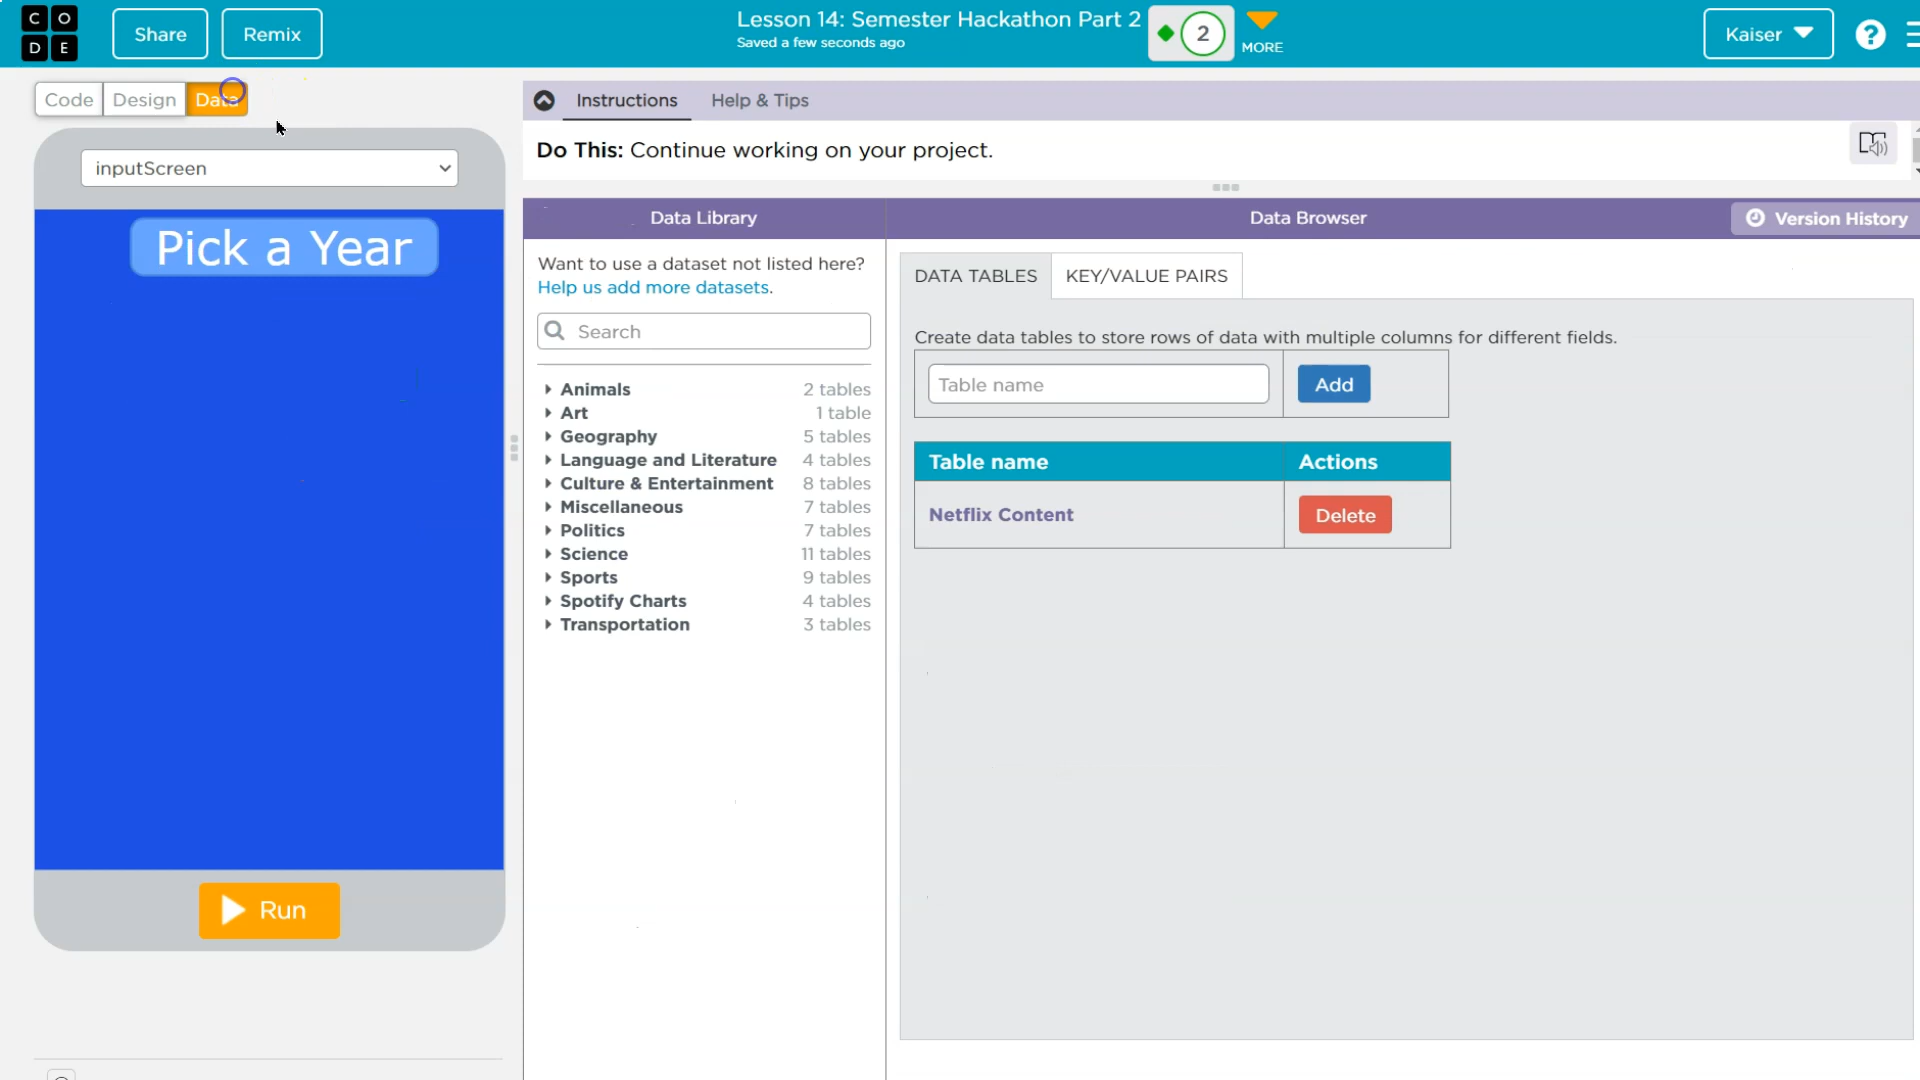 C O
D E
Share
Remix
Lesson 14: Semester Hackathon Part 2
Saved a few seconds ago
2
MORE
Kaiser
?
Code
Design
Data
inputScreen
Pick a Year
Run
Instructions
Help & Tips
Do This: Continue working on your project.
Data Library
Data Browser
Version History
Want to use a dataset not listed here?
Help us add more datasets.
Search
Animals 2 tables
Art 1 table
Geography 5 tables
Language and Literature 4 tables
Culture & Entertainment 8 tables
Miscellaneous 7 tables
Politics 7 tables
Science 11 tables
Sports 9 tables
Spotify Charts 4 tables
Transportation 3 tables
DATA TABLES
KEY/VALUE PAIRS
Create data tables to store rows of data with multiple columns for different fields.
Table name
Add
Table name Actions
Netflix Content Delete